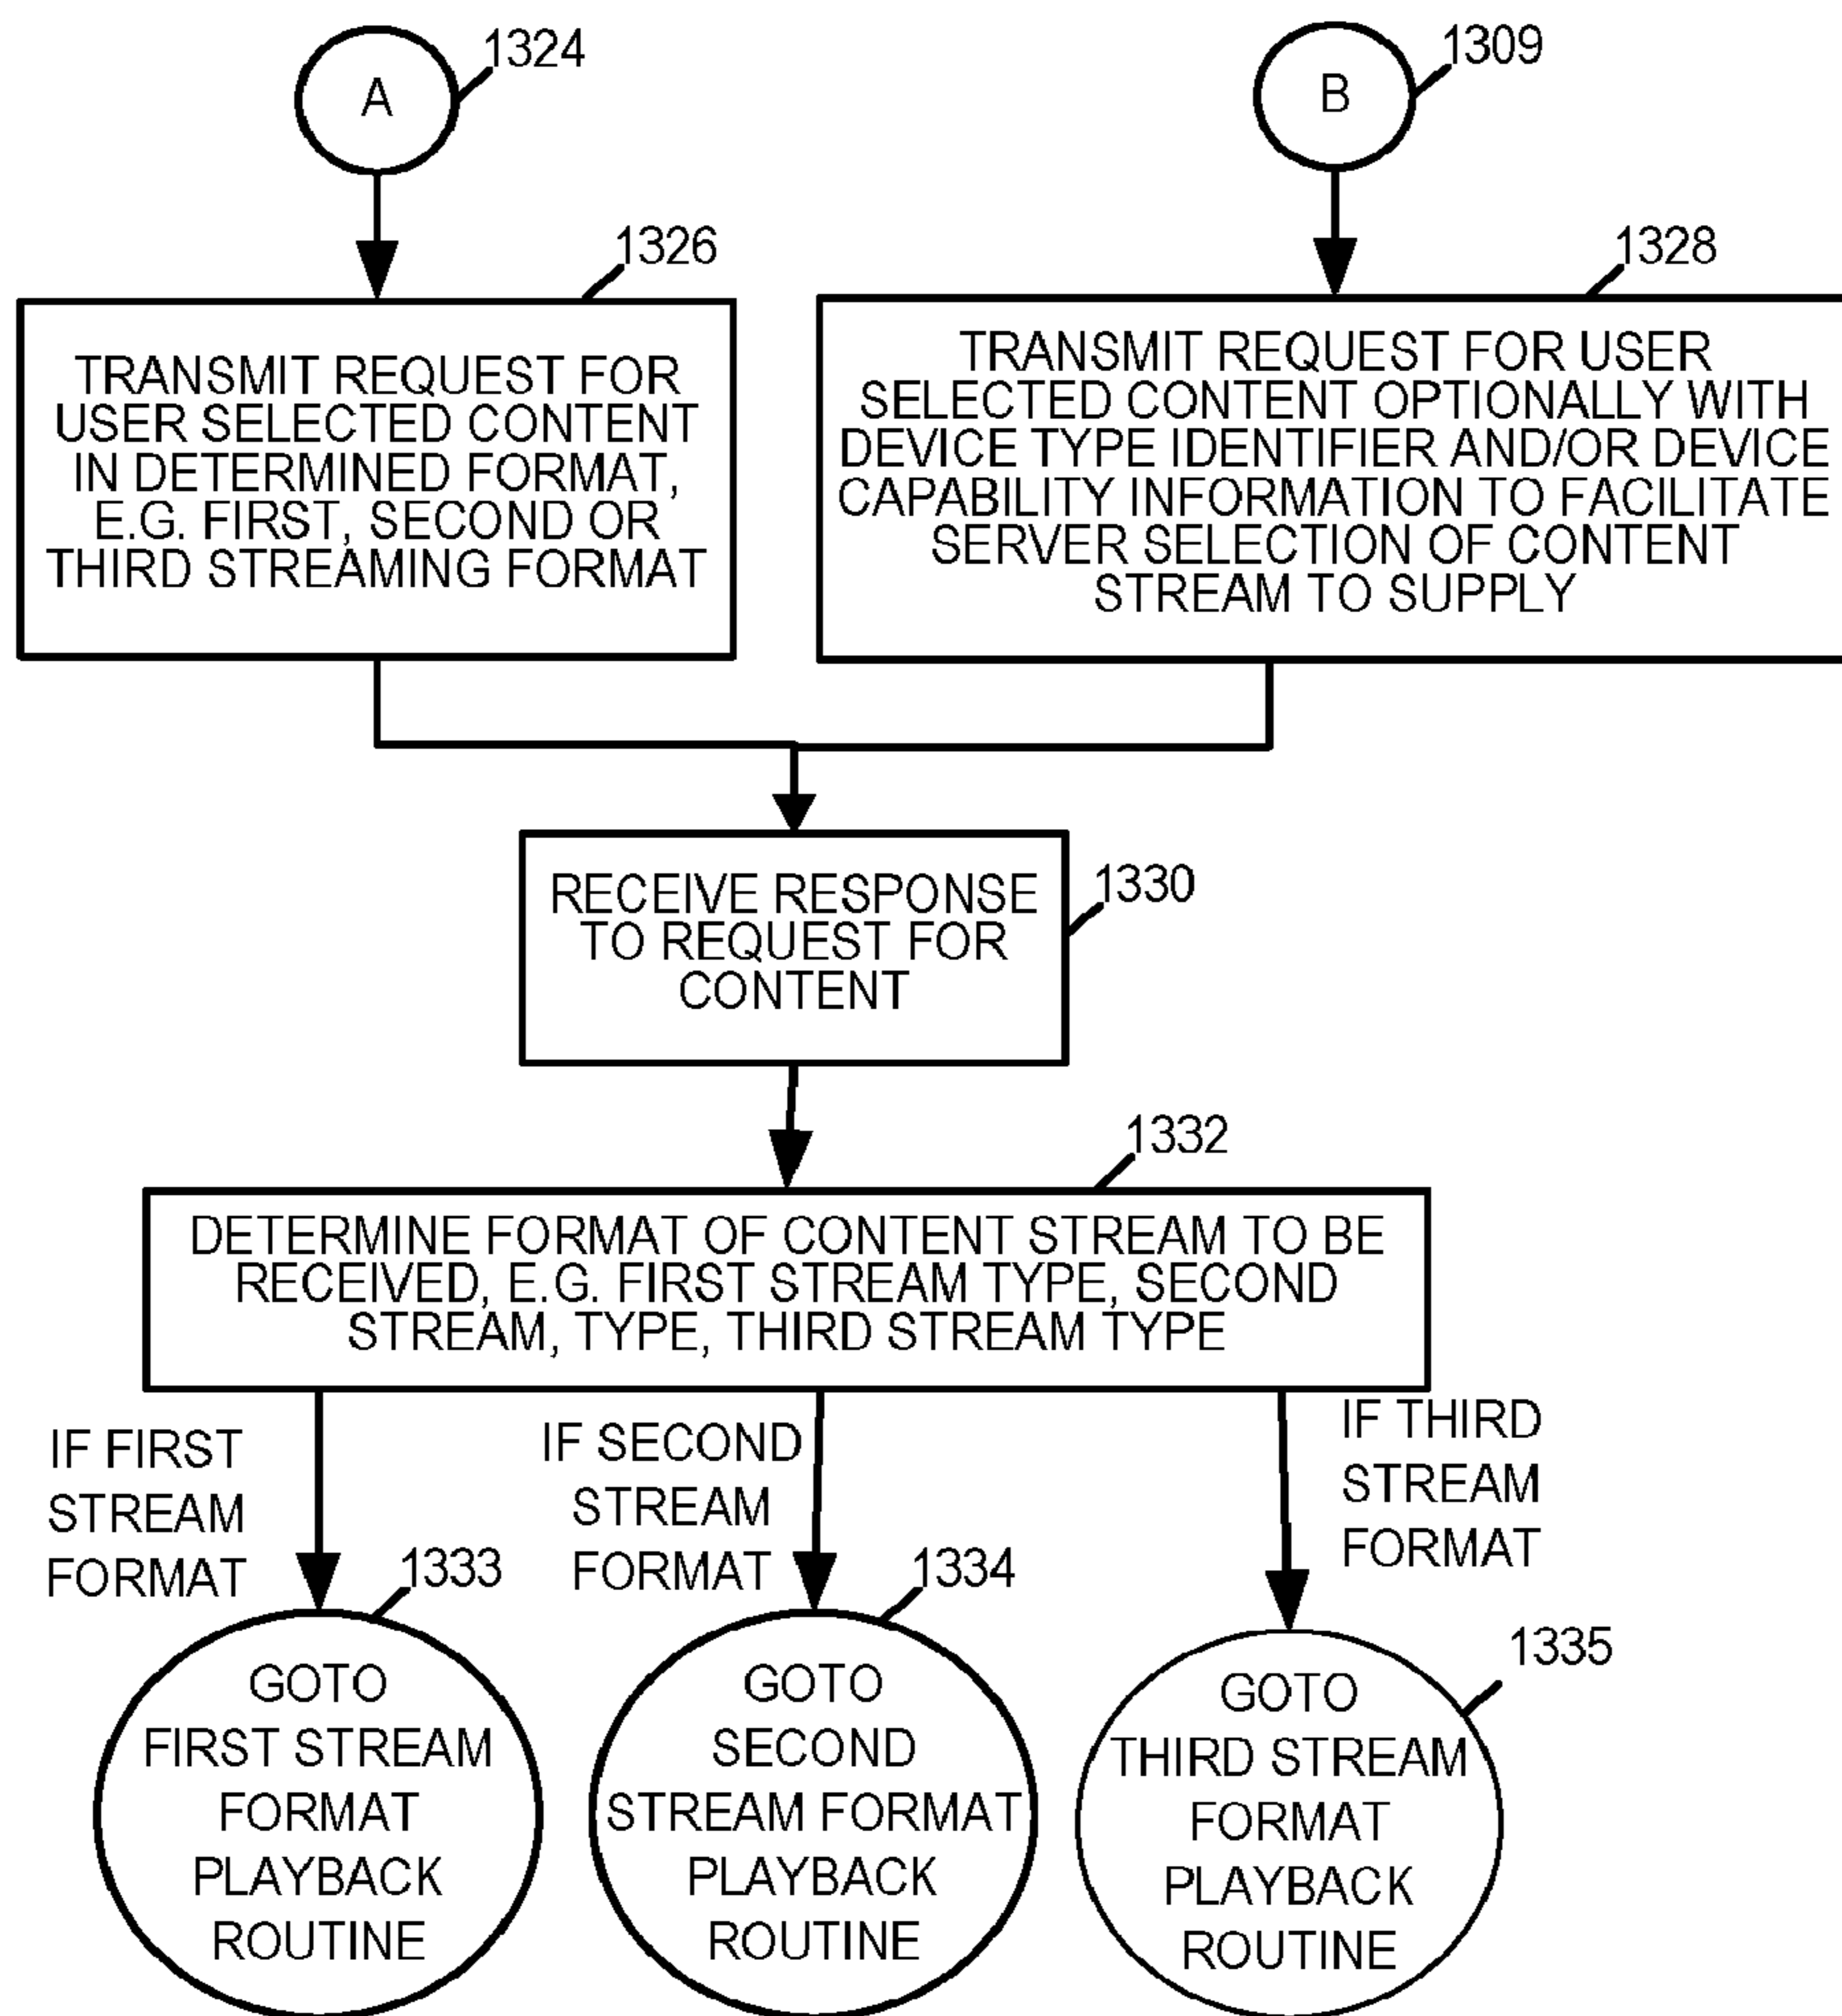 A
1324
B
1309
1326
TRANSMIT REQUEST FOR
USER SELECTED CONTENT
IN DETERMINED FORMAT,
E.G. FIRST, SECOND OR
THIRD STREAMING FORMAT
1328
TRANSMIT REQUEST FOR USER
SELECTED CONTENT OPTIONALLY WITH
DEVICE TYPE IDENTIFIER AND/OR DEVICE
CAPABILITY INFORMATION TO FACILITATE
SERVER SELECTION OF CONTENT
STREAM TO SUPPLY
1330
RECEIVE RESPONSE
TO REQUEST FOR
CONTENT
1332
DETERMINE FORMAT OF CONTENT STREAM TO BE
RECEIVED, E.G. FIRST STREAM TYPE, SECOND
STREAM, TYPE, THIRD STREAM TYPE
IF FIRST
STREAM
FORMAT
IF SECOND
STREAM
FORMAT
IF THIRD
STREAM
FORMAT
1333
GOTO
FIRST STREAM
FORMAT
PLAYBACK
ROUTINE
1334
GOTO
SECOND
STREAM FORMAT
PLAYBACK
ROUTINE
1335
GOTO
THIRD STREAM
FORMAT
PLAYBACK
ROUTINE